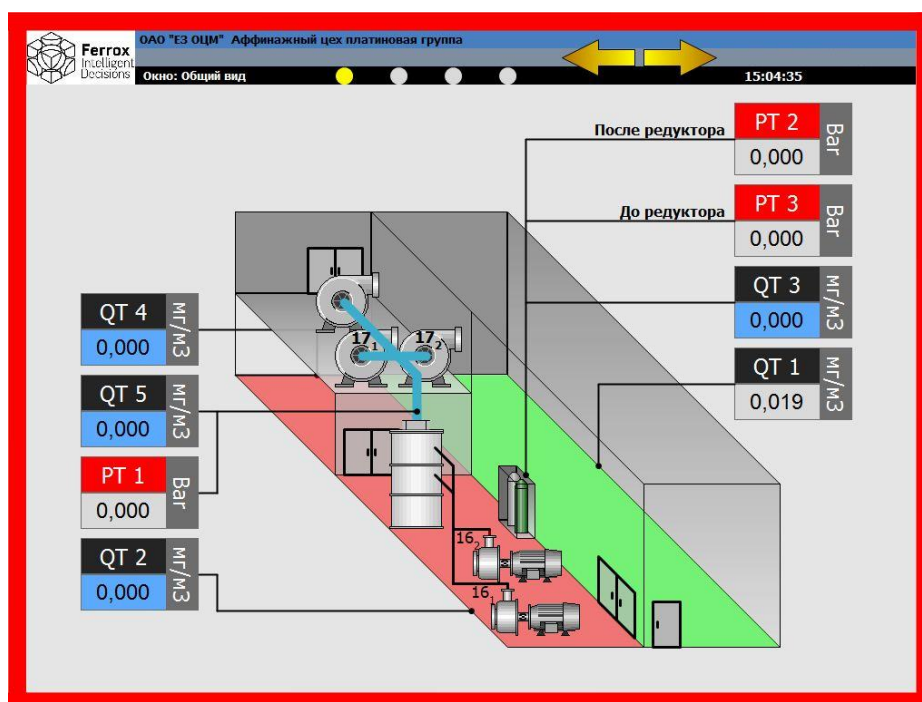 Ferrox
Intelligent
Decisions
ОАО "ЕЗ ОЦМ" Аффинажный цех платиновая группа
Окно: Общий вид
15:04:35
После редуктора
PT 2
0,000
Bar
До редуктора
PT 3
0,000
Bar
QT 3
0,000
мг/м3
QT 1
0,019
мг/м3
QT 4
0,000
мг/м3
QT 5
0,000
мг/м3
PT 1
0,000
Bar
QT 2
0,000
мг/м3
17 1
17 2
16 2
16 1